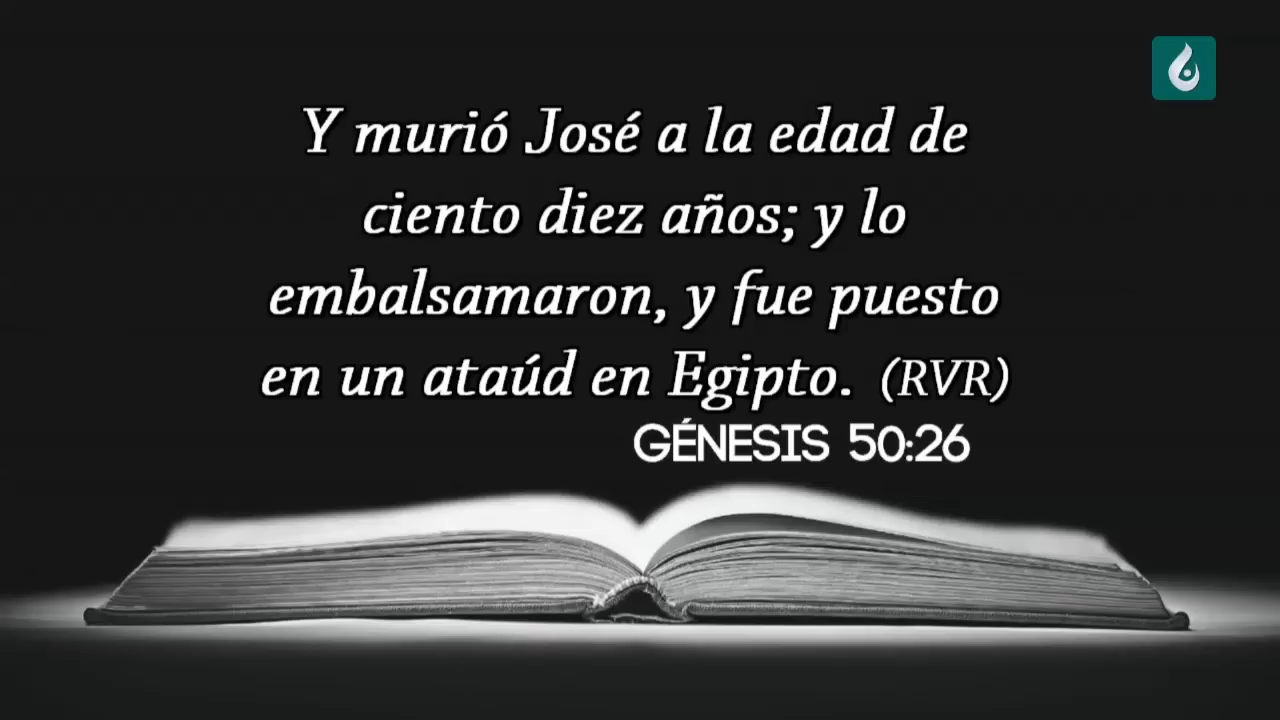 Y murió José a la edad de
ciento diez años; y lo
embalsamaron, y fue puesto
en un ataúd en Egipto. (RVR)
GÉNESIS 50:26